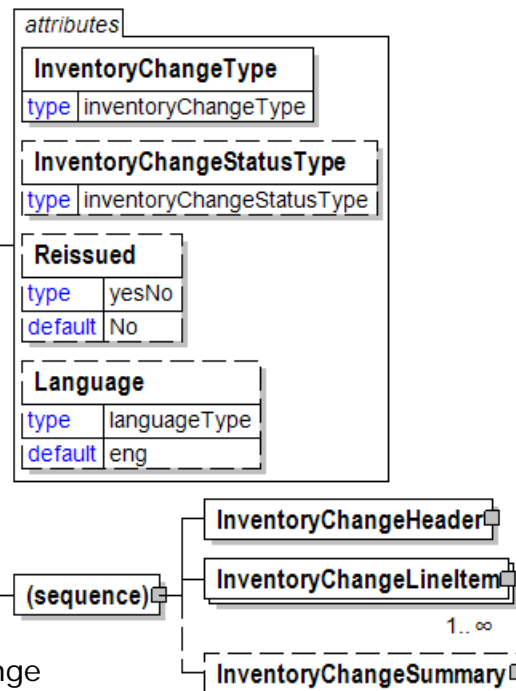 attributes
InventoryChangeType
type inventoryChangeType
InventoryChangeStatusType
type inventoryChangeStatusType
Reissued
type yesNo
default No
Language
type languageType
default eng
InventoryChangeHeader
(sequence)
InventoryChangeLineItem
1..∞
nge
InventoryChangeSummary